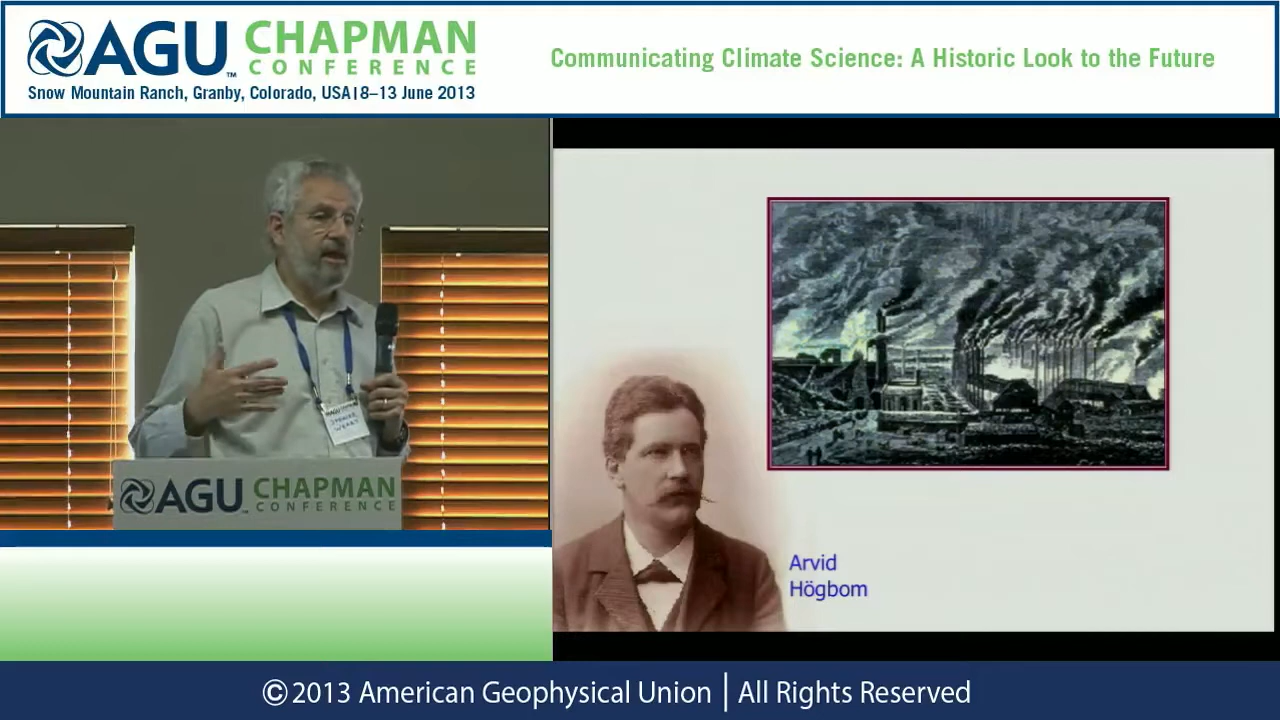 AGU CHAPMAN
CONFERENCE
Snow Mountain Ranch, Granby, Colorado, USA | 8–13 June 2013
Communicating Climate Science: A Historic Look to the Future
AGU CHAPMAN
CONFERENCE
Arvid
Högbom
©2013 American Geophysical Union | All Rights Reserved